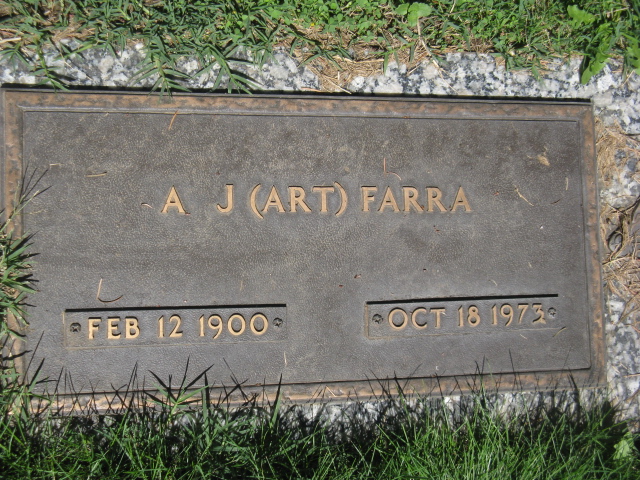 A J (ART) FARRA
FEB 12 1900
OCT 18 1973